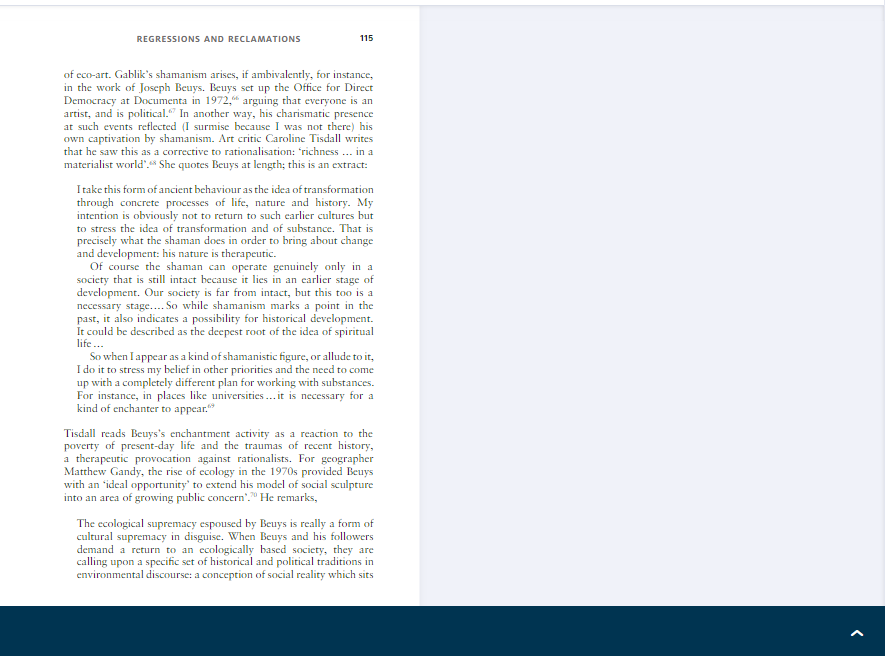 REGRESSIONS AND RECLAMATIONS 115
of eco-art. Gablik's shamanism arises, if ambivalently, for instance,
in the work of Joseph Beuys. Beuys set up the Office for Direct
Democracy at Documenta in 1972,⁶⁶ arguing that everyone is an
artist, and is political.⁶⁷ In another way, his charismatic presence
at such events reflected (I surmise because I was not there) his
own captivation by shamanism. Art critic Caroline Tisdall writes
that he saw this as a corrective to rationalisation: ‘richness … in a
materialist world’.⁶⁸ She quotes Beuys at length; this is an extract:
I take this form of ancient behaviour as the idea of transformation
through concrete processes of life, nature and history. My
intention is obviously not to return to such earlier cultures but
to stress the idea of transformation and of substance. That is
precisely what the shaman does in order to bring about change
and development: his nature is therapeutic.
Of course the shaman can operate genuinely only in a
society that is still intact because it lies in an earlier stage of
development. Our society is far from intact, but this too is a
necessary stage.… So while shamanism marks a point in the
past, it also indicates a possibility for historical development.
It could be described as the deepest root of the idea of spiritual
life …
So when I appear as a kind of shamanistic figure, or allude to it,
I do it to stress my belief in other priorities and the need to come
up with a completely different plan for working with substances.
For instance, in places like universities … it is necessary for a
kind of enchanter to appear.⁶⁹
Tisdall reads Beuys's enchantment activity as a reaction to the
poverty of present-day life and the traumas of recent history,
a therapeutic provocation against rationalists. For geographer
Matthew Gandy, the rise of ecology in the 1970s provided Beuys
with an ‘ideal opportunity’ to extend his model of social sculpture
into an area of growing public concern’.⁷⁰ He remarks,
The ecological supremacy espoused by Beuys is really a form of
cultural supremacy in disguise. When Beuys and his followers
demand a return to an ecologically based society, they are
calling upon a specific set of historical and political traditions in
environmental discourse: a conception of social reality which sits